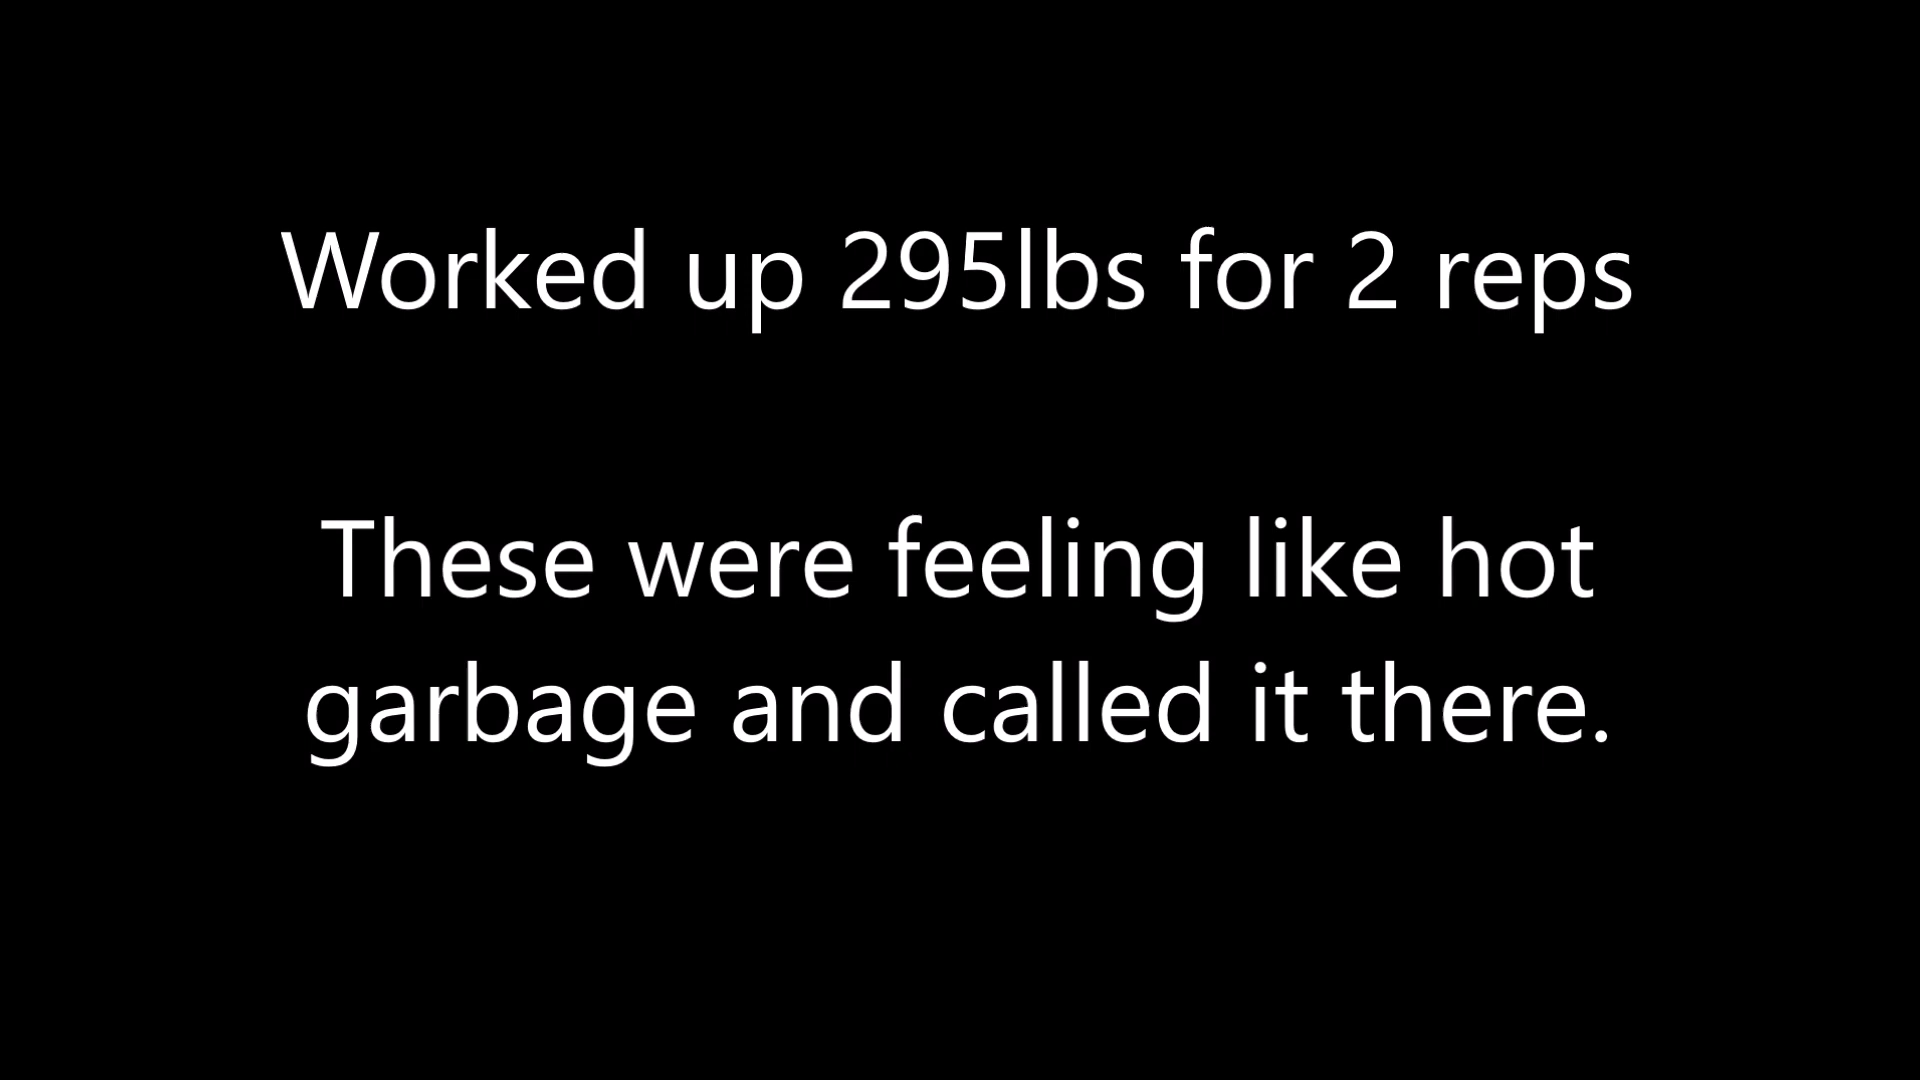 Worked up 295lbs for 2 reps
These were feeling like hot
garbage and called it there.